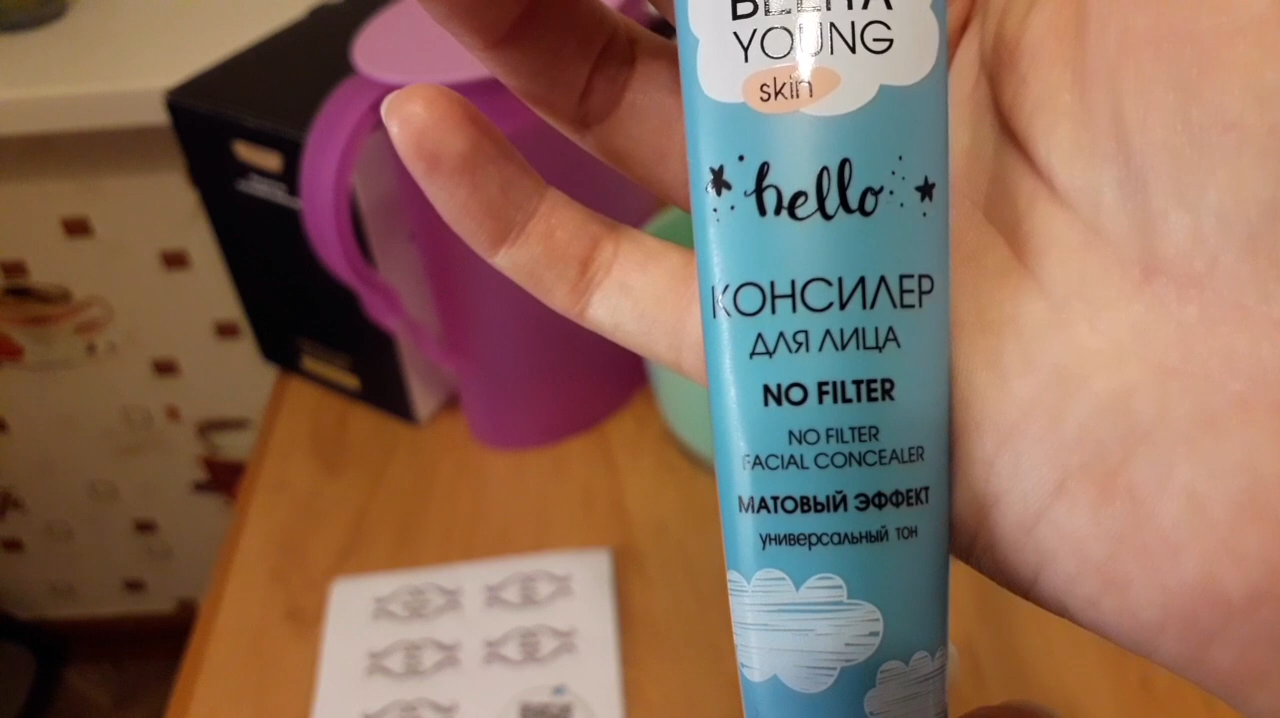 YOUNG
skin
hello
КОНСИЛЕР
ДЛЯ ЛИЦА
NO FILTER
NO FILTER
FACIAL CONCEALER
МАТОВЫЙ ЭФФЕКТ
универсальный тон